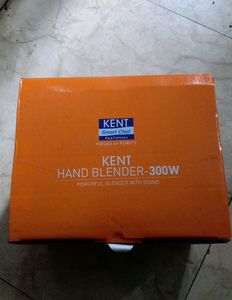 KENT
Smart Chef
Appliances
HOUSE of PURITY
KENT
HAND BLENDER-300W
POWERFUL BLENDER WITH STAND